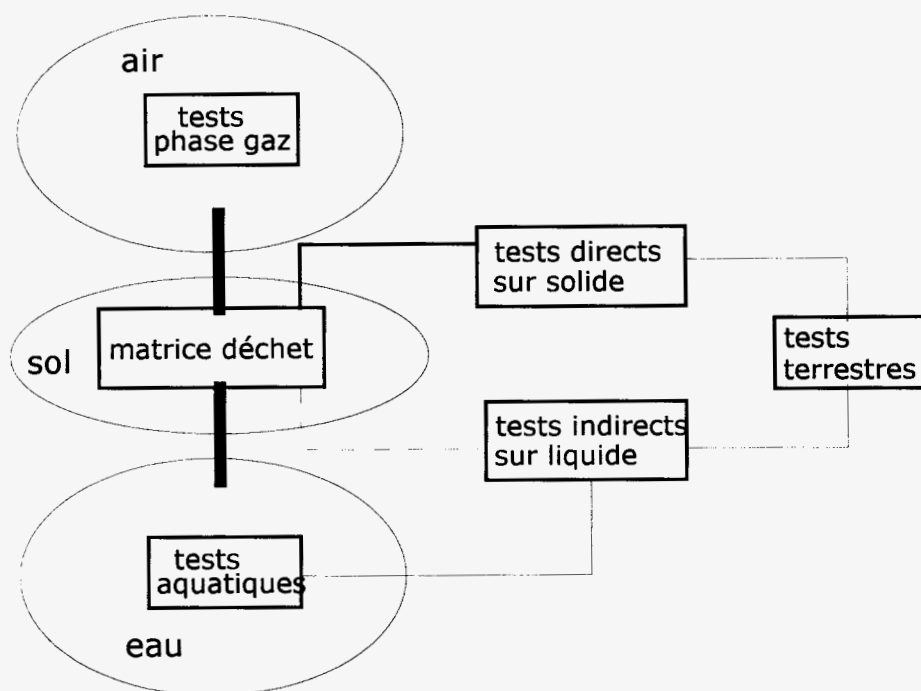 air
tests
phase gaz
tests directs
sur solide
sol
matrice déchet
tests
terrestres
tests indirects
sur liquide
tests
aquatiques
eau